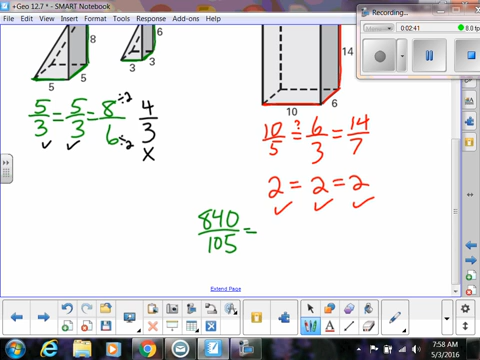 +Geo 12.7 * - SMART Notebook
File Edit View Insert Format Tools Response Add-ons Help
Recording...
00:02:41
8.0 fp
8
6
14
5 5 3 3
10 6
5/3 = 5/3 = 8/6 ÷2 ÷2 4/3
✓ ✓ X
10/5 ?= 6/3 = 14/7
2 = 2 = 2
✓ ✓ ✓
840/105 =
Extend Page
7:58 AM
5/3/2016